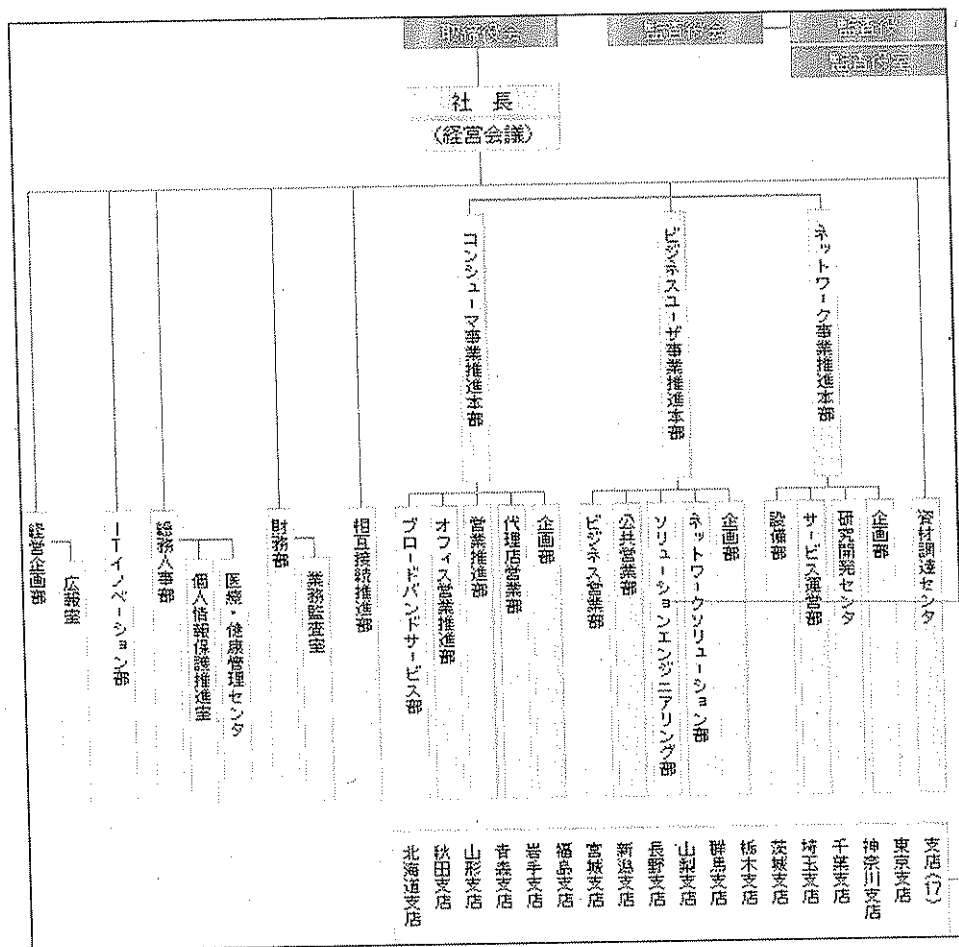 取締役会
監査役会
監査役
監査役室
社 長
(経営会議)
資材調達センタ
ネットワーク事業推進本部
企画部
研究開発センタ
サービス運営部
設備部
ビジネスユーザ事業推進本部
企画部
ネットワークソリューション部
ソリューションエンジニアリング部
公共営業部
ビジネス営業部
コンシューマ事業推進本部
企画部
代理店営業部
営業推進部
オフィス営業推進部
ブロードバンドサービス部
相互接続推進部
財務部
業務監査室
総務人事部
医療・健康管理センタ
個人情報保護推進室
ITイノベーション部
経営企画部
広報室
支店(17)
東京支店
神奈川支店
千葉支店
埼玉支店
茨城支店
栃木支店
群馬支店
山梨支店
長野支店
新潟支店
宮城支店
福島支店
岩手支店
青森支店
山形支店
秋田支店
北海道支店